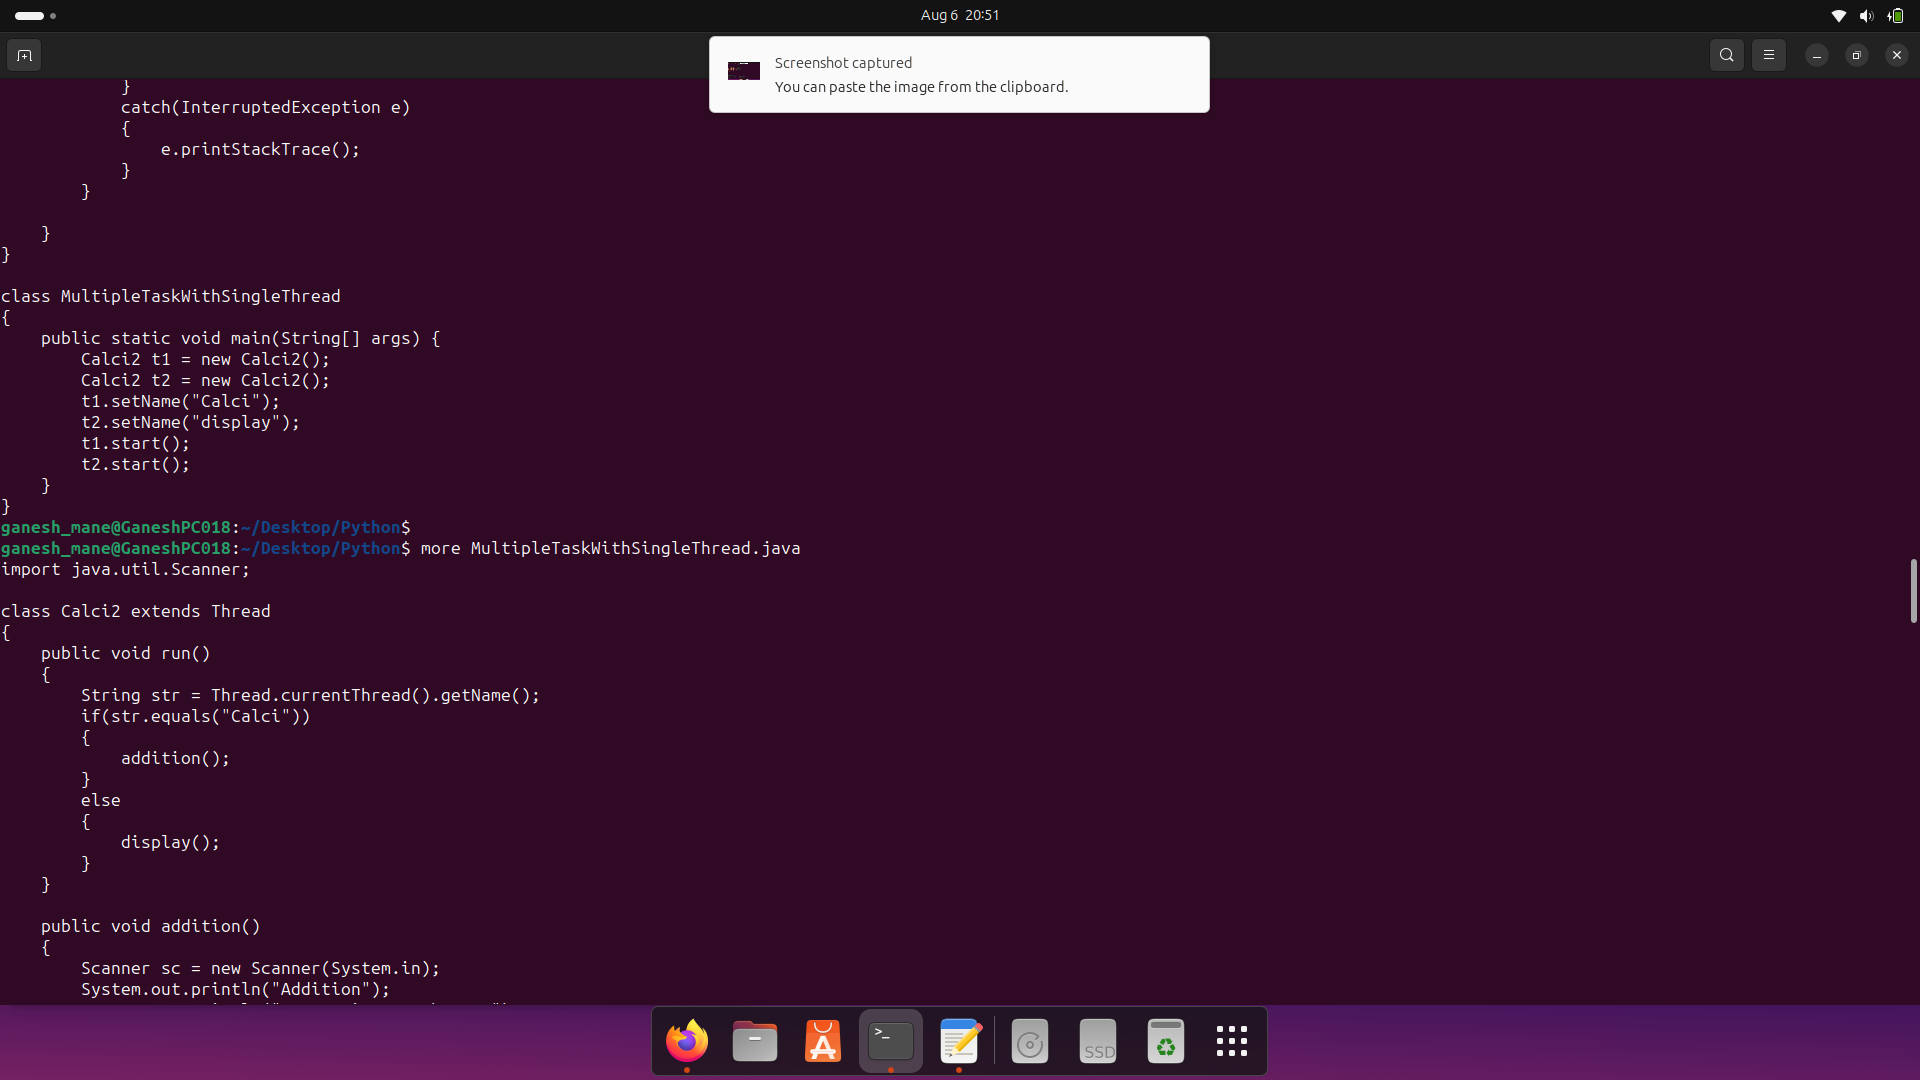 Aug 6 20:51
Screenshot captured
You can paste the image from the clipboard.
            }
            catch(InterruptedException e)
            {
                e.printStackTrace();
            }
        }

    }
}

class MultipleTaskWithSingleThread
{
    public static void main(String[] args) {
        Calci2 t1 = new Calci2();
        Calci2 t2 = new Calci2();
        t1.setName("Calci");
        t2.setName("display");
        t1.start();
        t2.start();
    }
}
ganesh_mane@GaneshPC018:~/Desktop/Python$
ganesh_mane@GaneshPC018:~/Desktop/Python$ more MultipleTaskWithSingleThread.java
import java.util.Scanner;

class Calci2 extends Thread
{
    public void run()
    {
        String str = Thread.currentThread().getName();
        if(str.equals("Calci"))
        {
            addition();
        }
        else
        {
            display();
        }
    }

    public void addition()
    {
        Scanner sc = new Scanner(System.in);
        System.out.println("Addition");
>_
SSD